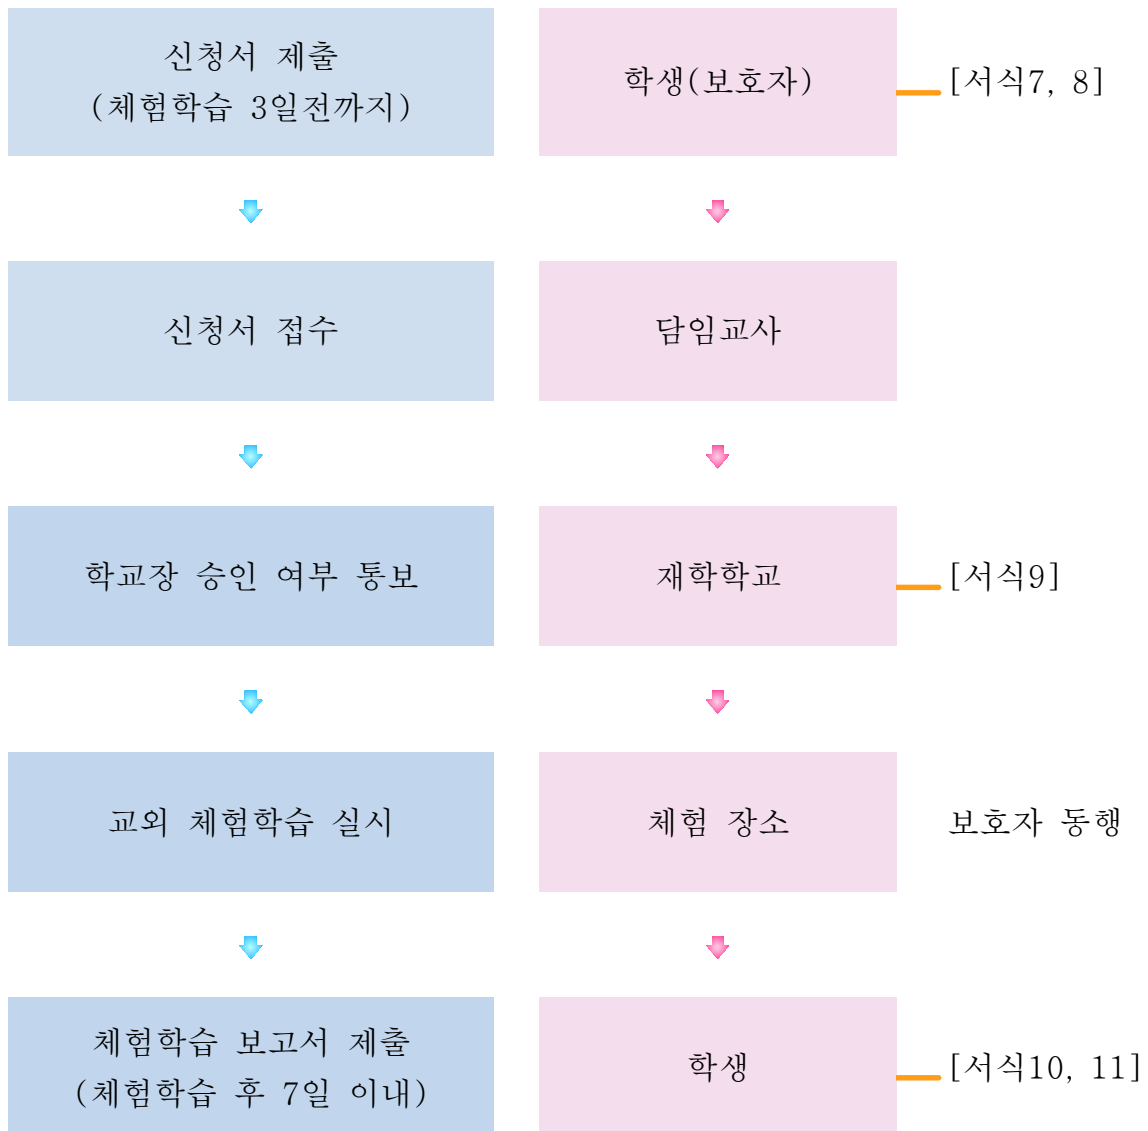 신청서 제출
(체험학습 3일전까지)
학생(보호자)
[서식7, 8]
신청서 접수
담임교사
학교장 승인 여부 통보
재학학교
[서식9]
교외 체험학습 실시
체험 장소
보호자 동행
체험학습 보고서 제출
(체험학습 후 7일 이내)
학생
[서식10, 11]